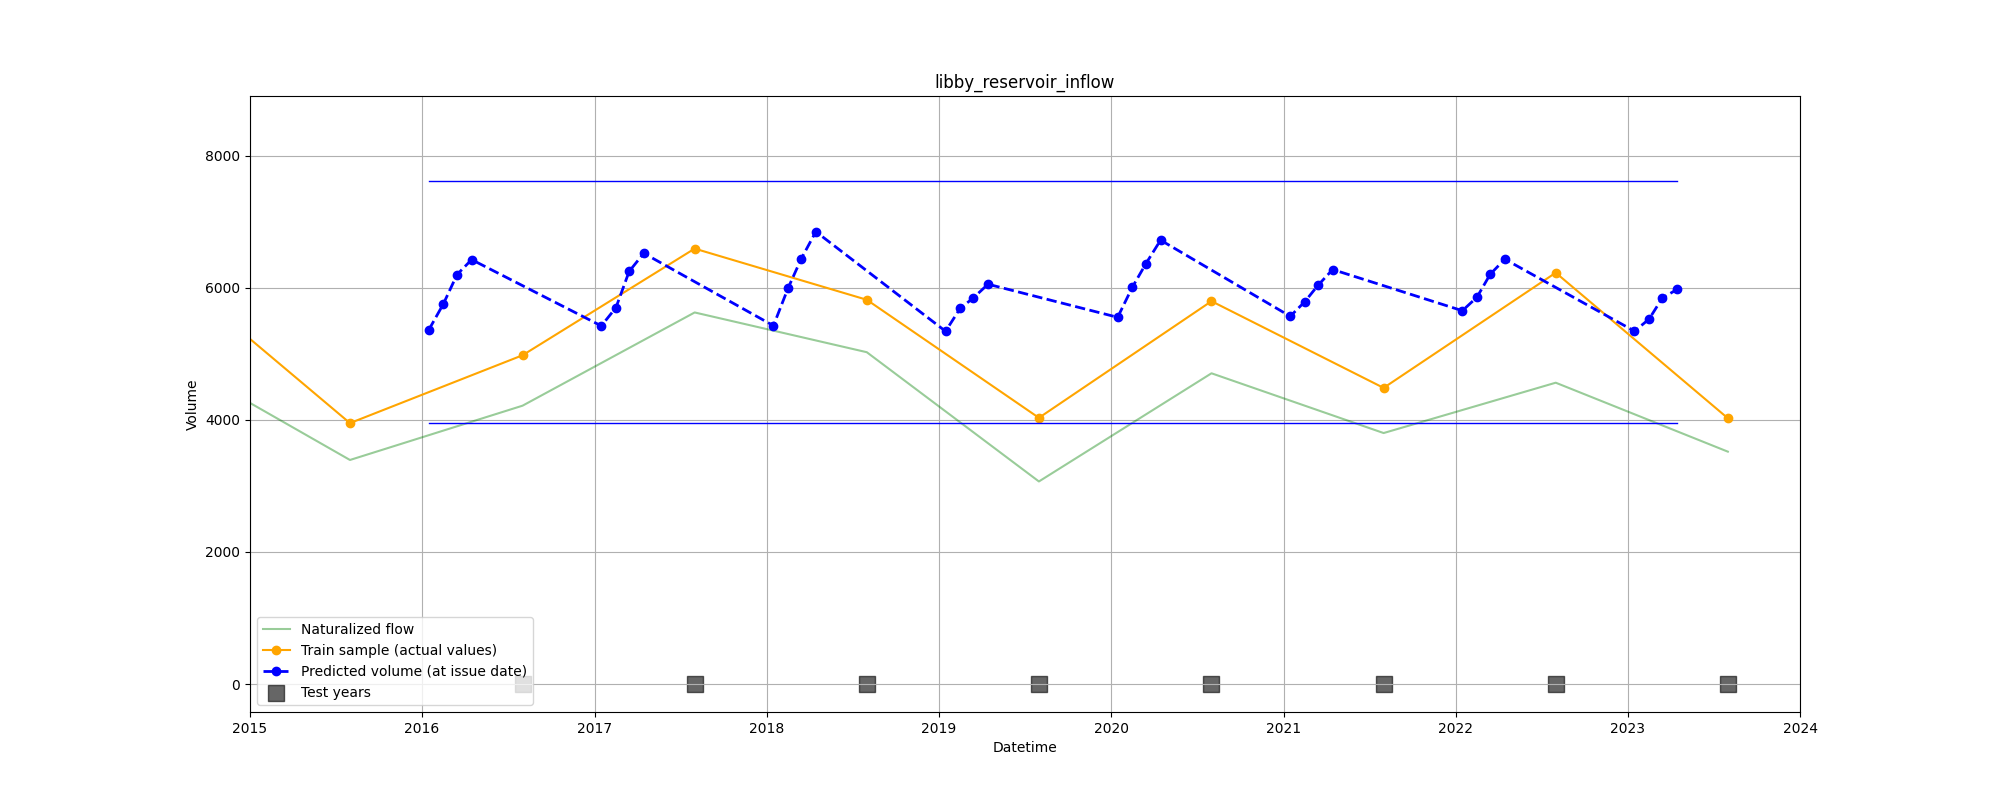 libby_reservoir_inflow
Volume
8000
6000
4000
2000
0
Naturalized flow
Train sample (actual values)
Predicted volume (at issue date)
Test years
2015 2016 2017 2018 2019 2020 2021 2022 2023 2024
Datetime